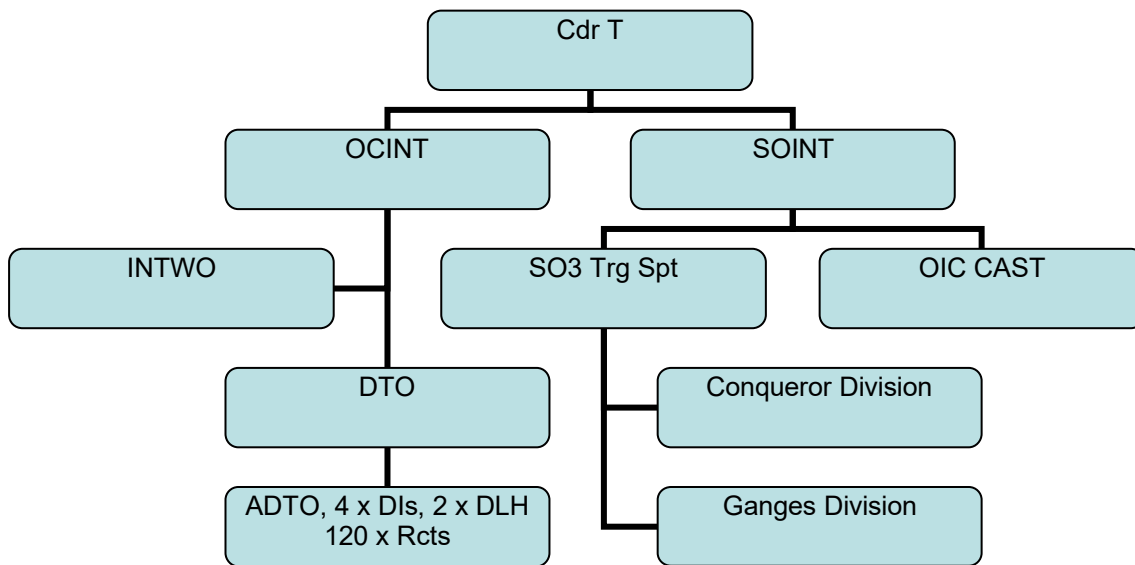 Cdr T
OCINT
SOINT
INTWO
SO3 Trg Spt
OIC CAST
DTO
Conqueror Division
ADTO, 4 x DIs, 2 x DLH
120 x Rcts
Ganges Division